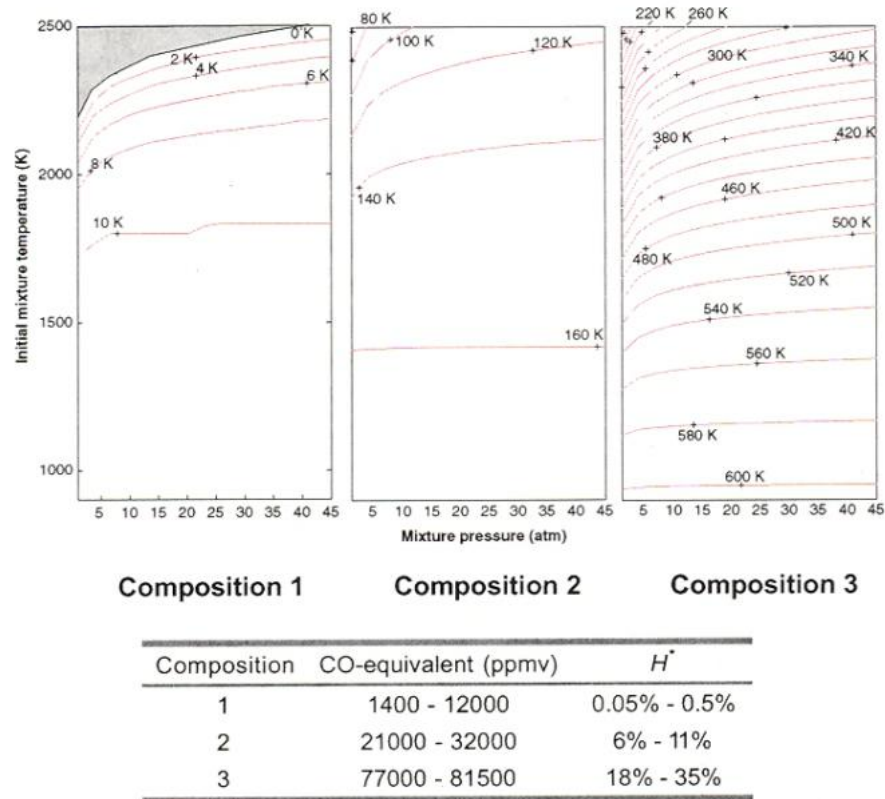 2500
2000
1500
1000
Initial mixture temperature (K)
0 K
2 K
4 K
6 K
8 K
10 K
5 10 15 20 25 30 35 40 45
80 K
100 K
120 K
140 K
160 K
5 10 15 20 25 30 35 40 45
220 K 260 K
300 K
340 K
380 K
420 K
460 K
480 K
500 K
520 K
540 K
560 K
580 K
600 K
5 10 15 20 25 30 35 40 45
Mixture pressure (atm)
Composition 1 Composition 2 Composition 3
Composition CO-equivalent (ppmv) H*
1 1400 - 12000 0.05% - 0.5%
2 21000 - 32000 6% - 11%
3 77000 - 81500 18% - 35%